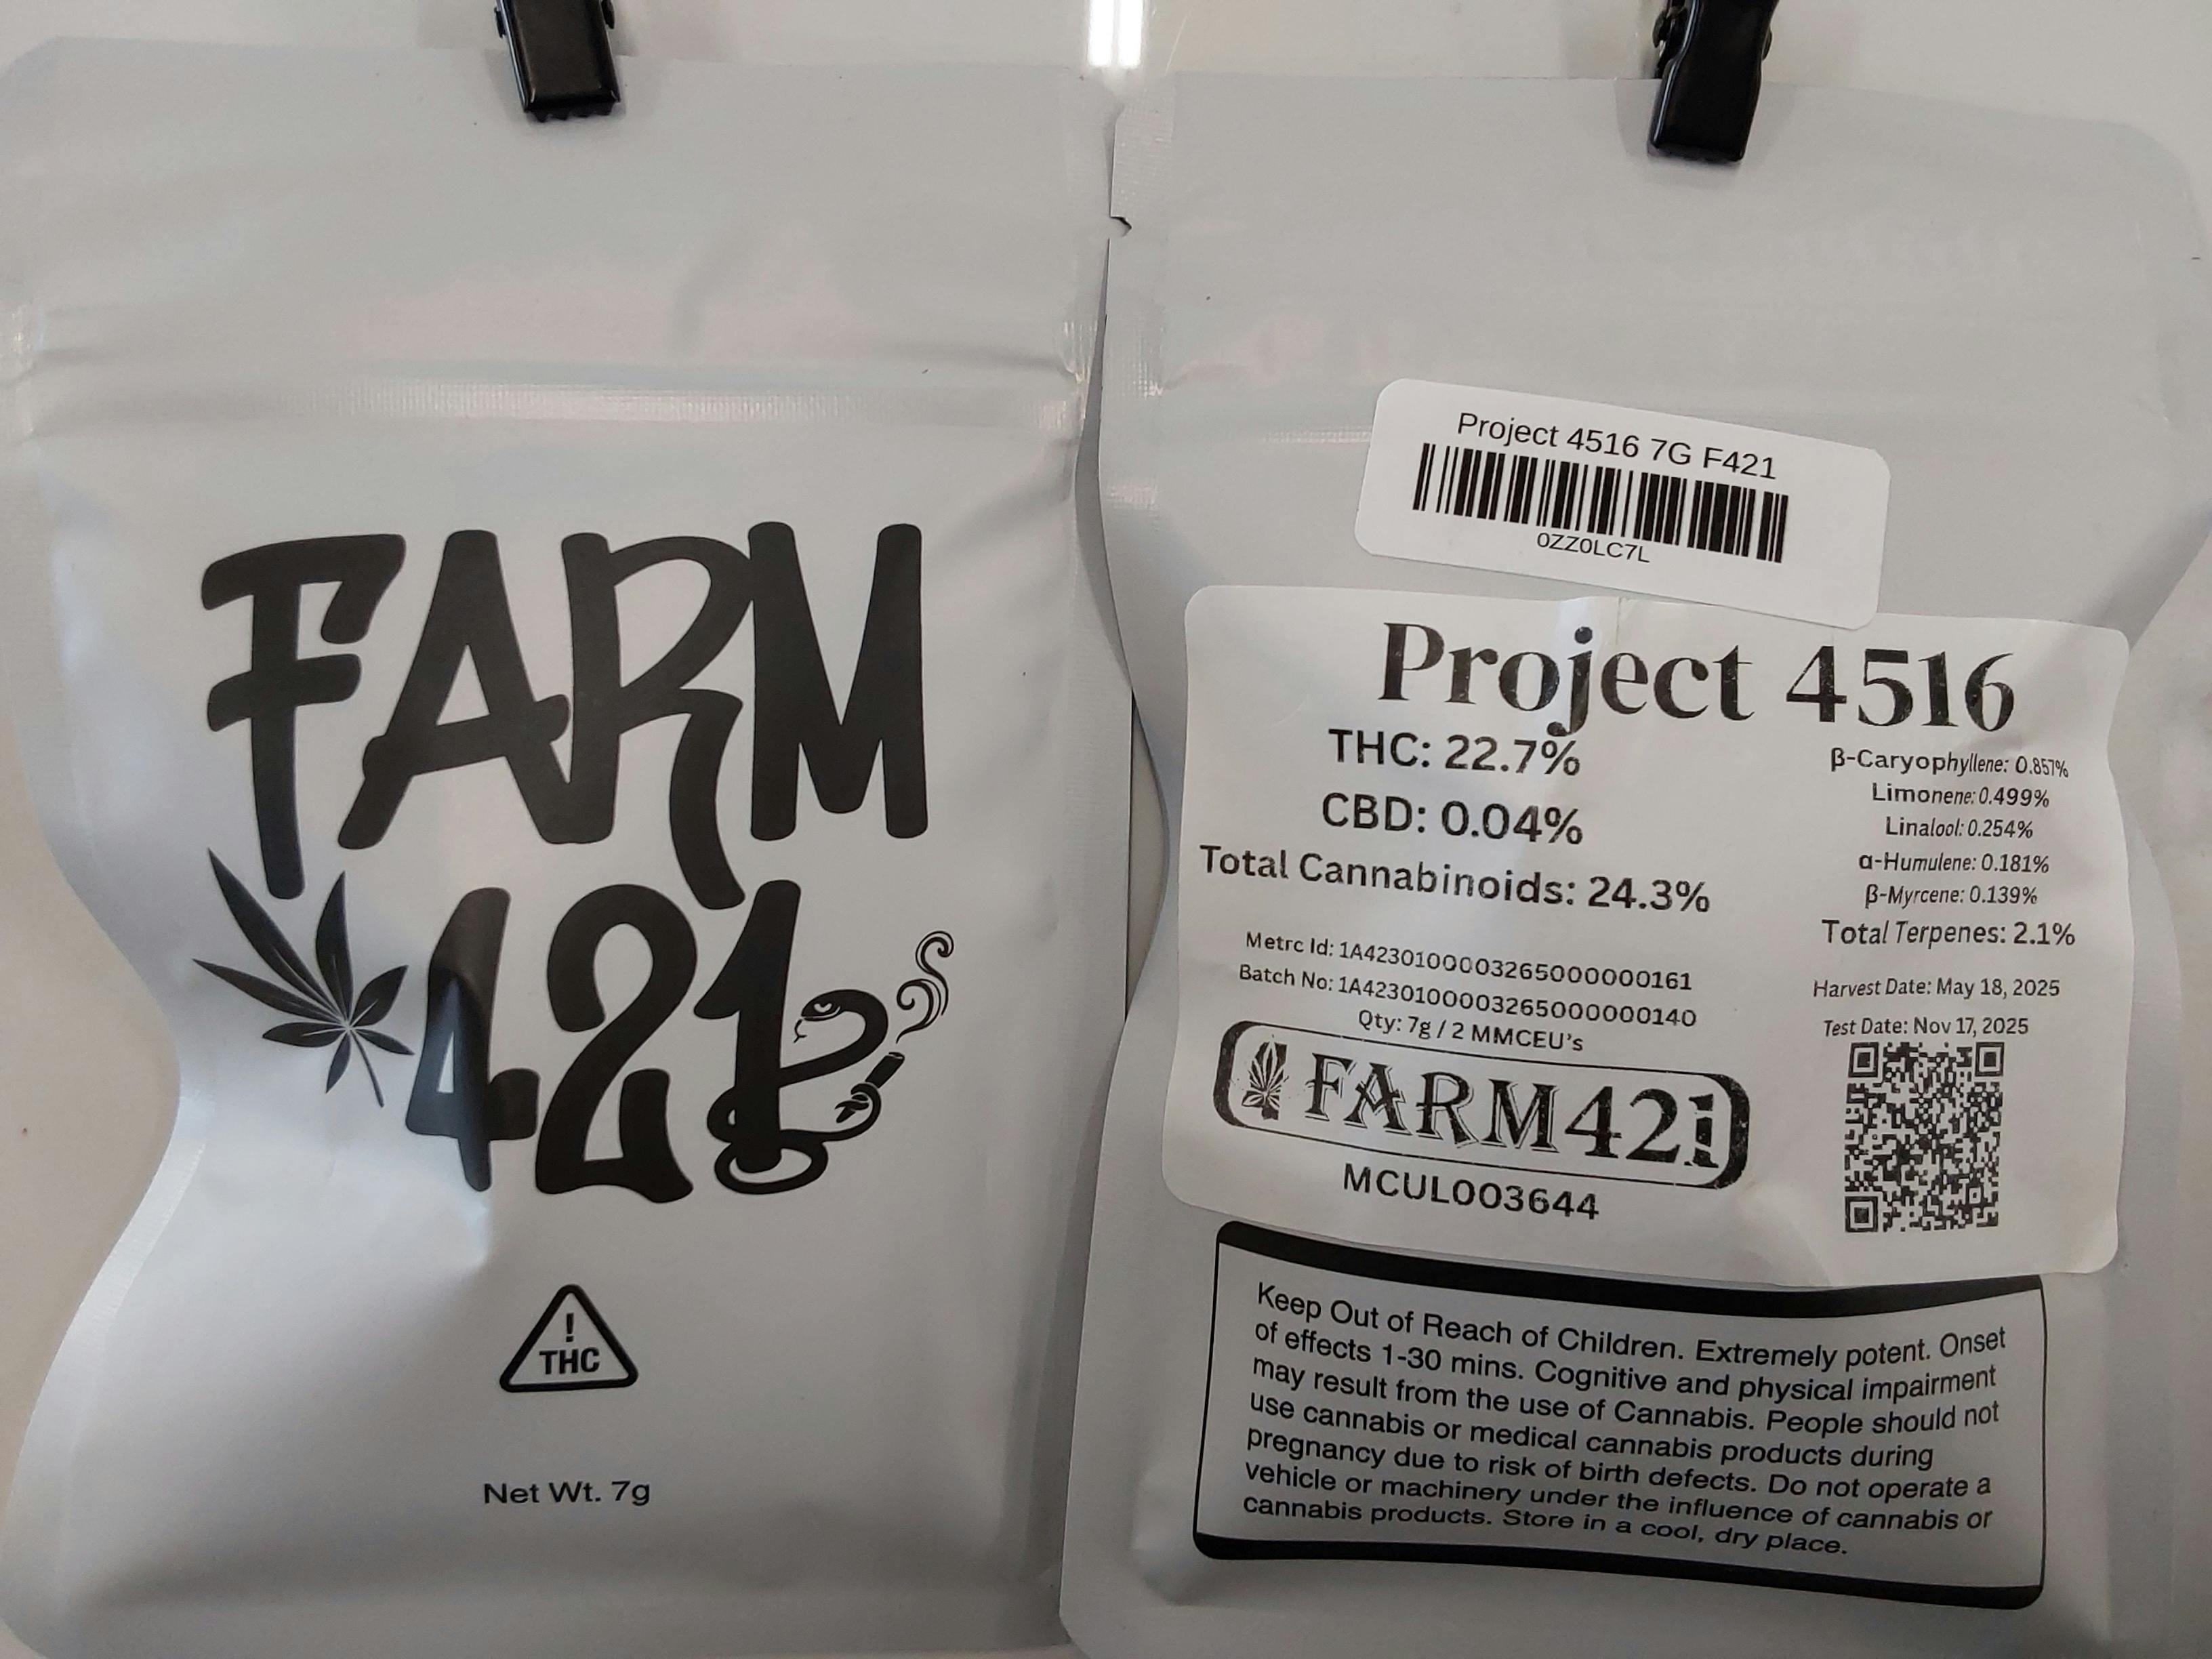 FARM
421
!
THC
Net Wt. 7g
Project 4516 7G F421
0ZZ0LC7L
Project 4516
THC: 22.7%
CBD: 0.04%
Total Cannabinoids: 24.3%
β-Caryophyllene: 0.857%
Limonene: 0.499%
Linalool: 0.254%
α-Humulene: 0.181%
β-Myrcene: 0.139%
Total Terpenes: 2.1%
Metrc Id: 1A4230100003265000000161
Batch No: 1A4230100003265000000140
Qty: 7g / 2 MMCEU's
Harvest Date: May 18, 2025
Test Date: Nov 17, 2025
FARM421
MCUL003644
Keep Out of Reach of Children. Extremely potent. Onset
of effects 1-30 mins. Cognitive and physical impairment
may result from the use of Cannabis. People should not
use cannabis or medical cannabis products during
pregnancy due to risk of birth defects. Do not operate a
vehicle or machinery under the influence of cannabis or
cannabis products. Store in a cool, dry place.